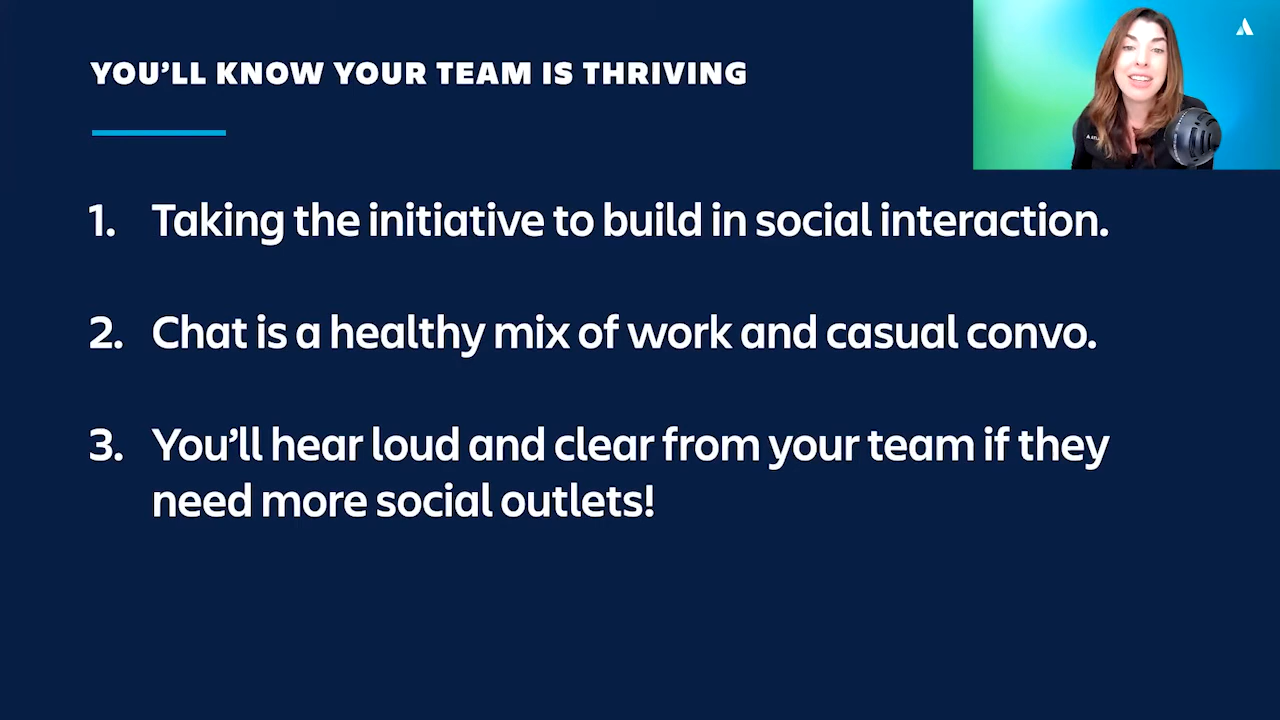 YOU'LL KNOW YOUR TEAM IS THRIVING
1. Taking the initiative to build in social interaction.
2. Chat is a healthy mix of work and casual convo.
3. You'll hear loud and clear from your team if they
need more social outlets!